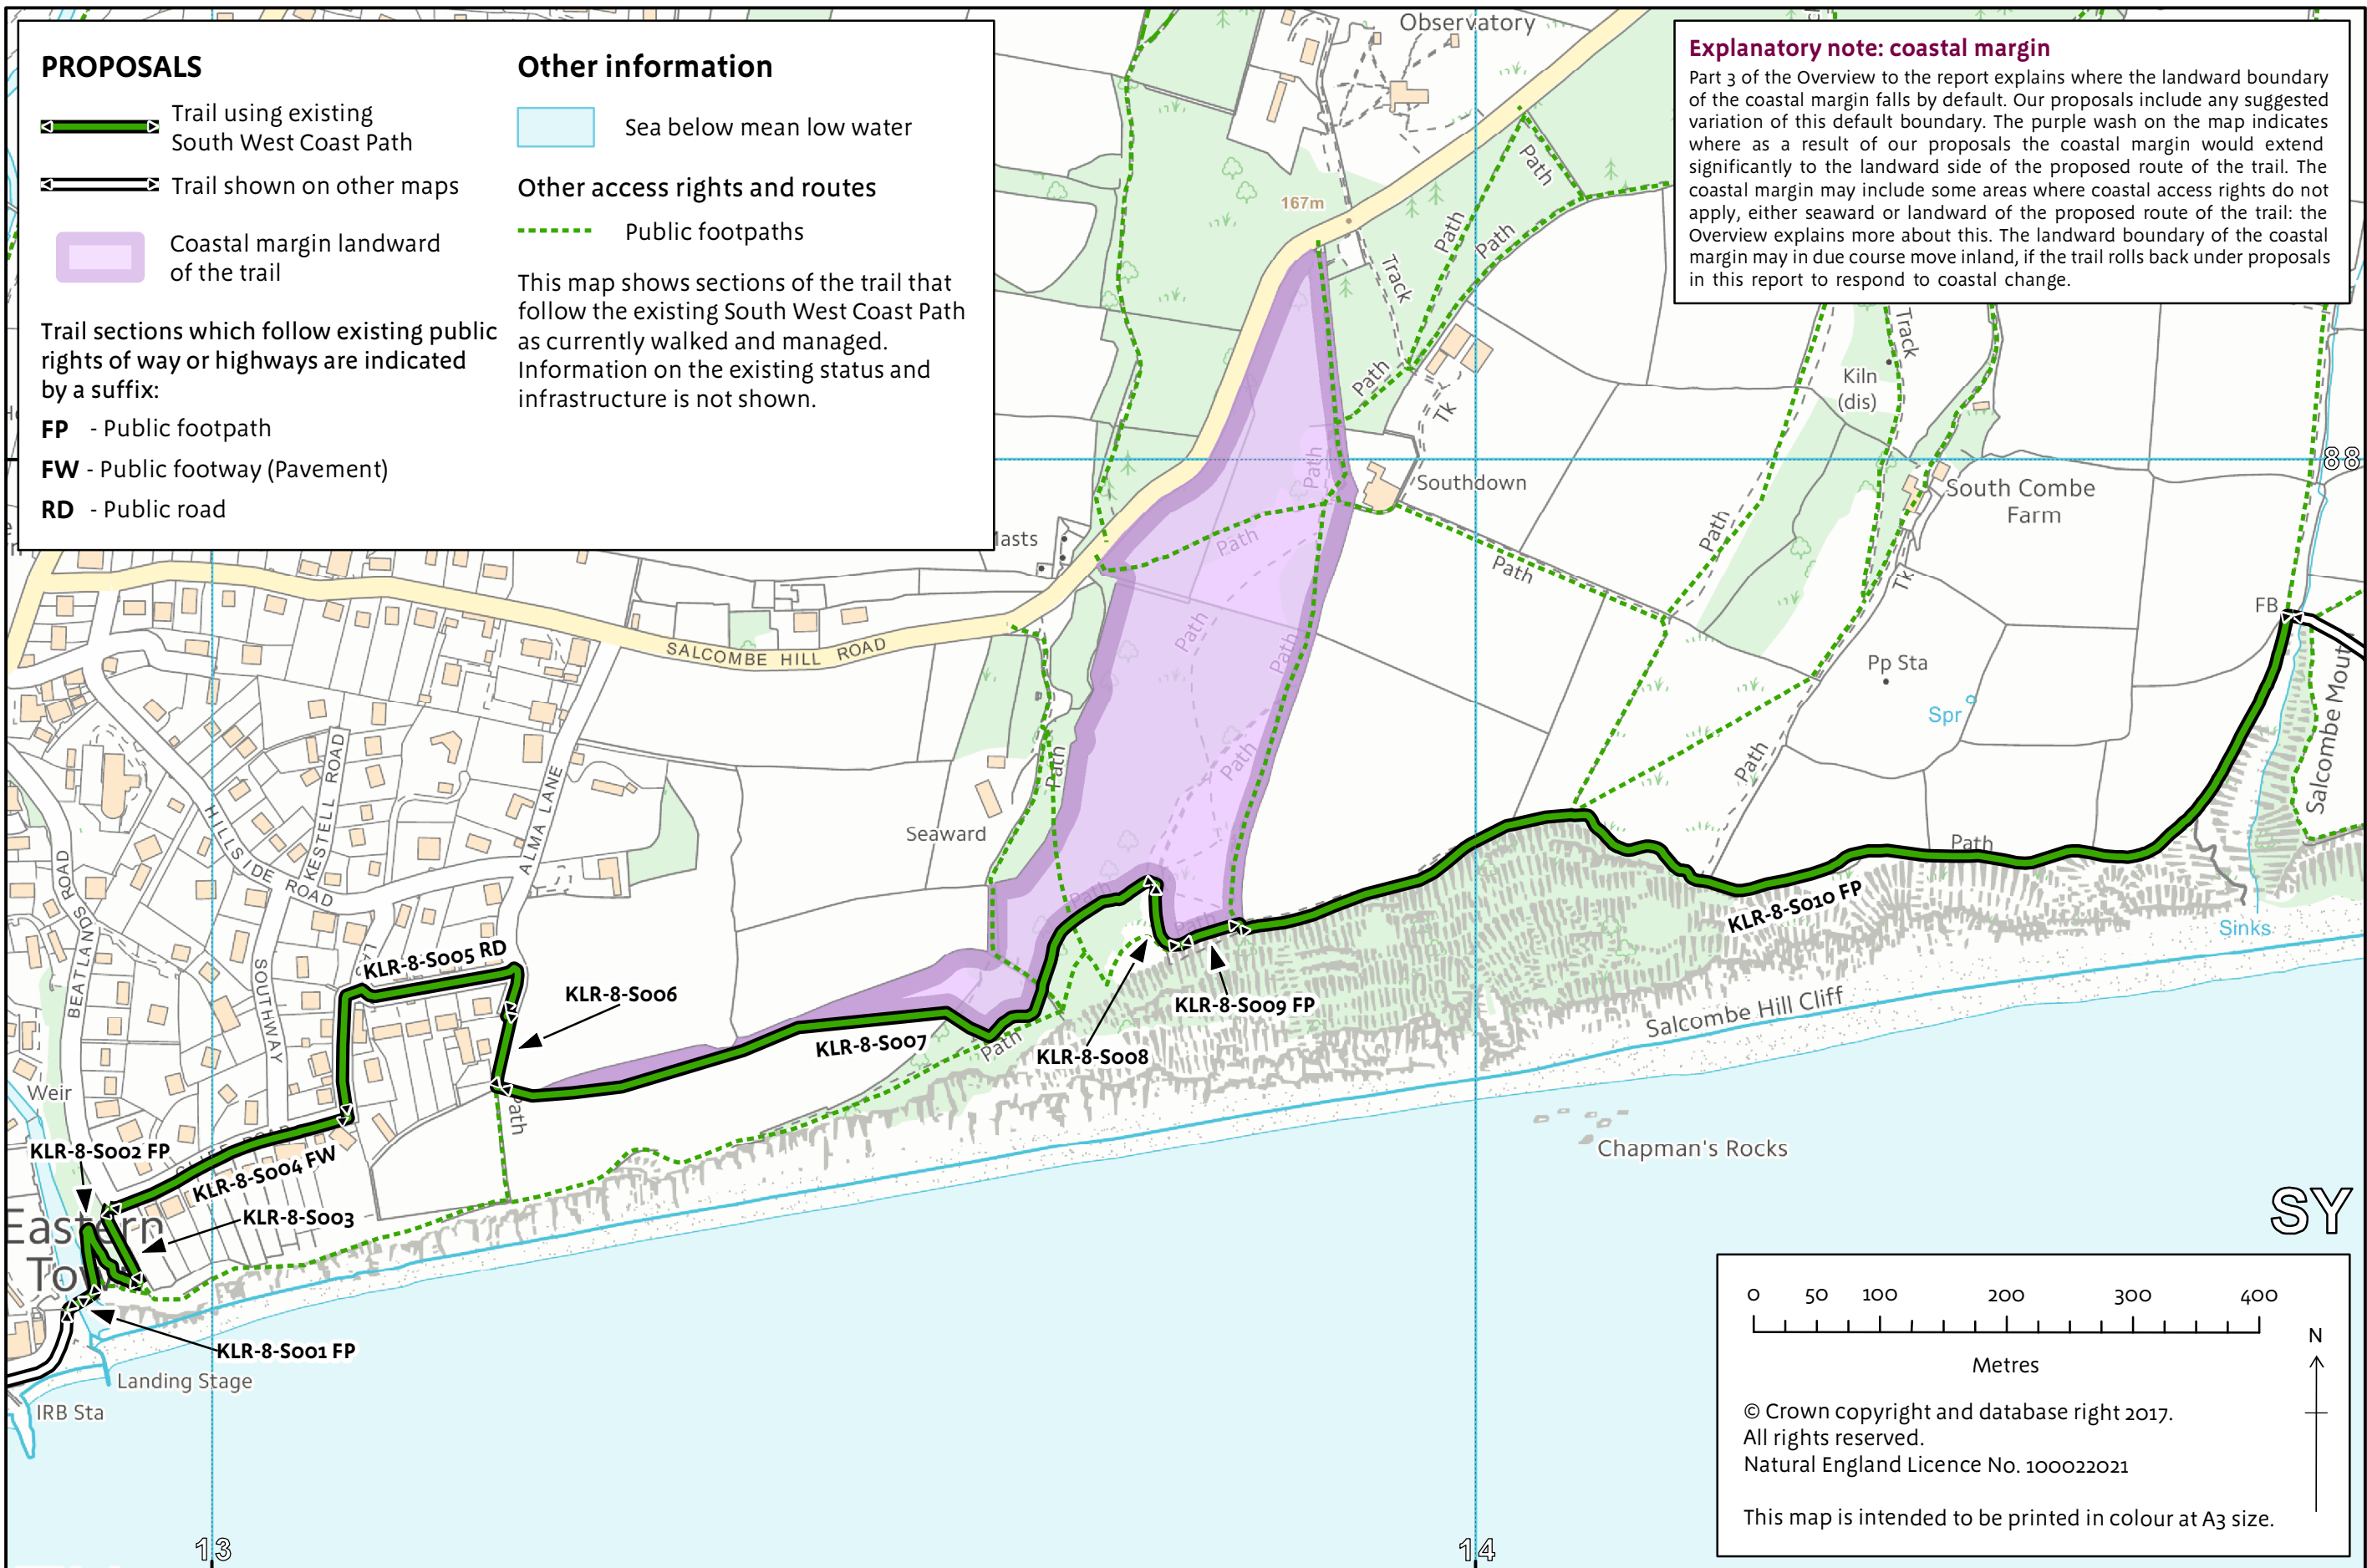 PROPOSALS
Trail using existing
South West Coast Path
Trail shown on other maps
Coastal margin landward
of the trail
Trail sections which follow existing public
rights of way or highways are indicated
by a suffix:
FP - Public footpath
FW - Public footway (Pavement)
RD - Public road
Other information
Sea below mean low water
Other access rights and routes
Public footpaths
This map shows sections of the trail that
follow the existing South West Coast Path
as currently walked and managed.
Information on the existing status and
infrastructure is not shown.
Explanatory note: coastal margin
Part 3 of the Overview to the report explains where the landward boundary
of the coastal margin falls by default. Our proposals include any suggested
variation of this default boundary. The purple wash on the map indicates
where as a result of our proposals the coastal margin would extend
significantly to the landward side of the proposed route of the trail. The
coastal margin may include some areas where coastal access rights do not
apply, either seaward or landward of the proposed route of the trail: the
Overview explains more about this. The landward boundary of the coastal
margin may in due course move inland, if the trail rolls back under proposals
in this report to respond to coastal change.
Observatory
167m
Path
Path
Path
Track
Path
Tk
Track
Kiln
(dis)
88
Path
Southdown
South Combe
Farm
Path
Path
Path
Tk
FB
Path
Path
Pp Sta
Spr
Salcombe Mout
SALCOMBE HILL ROAD
Path
Path
Path
Seaward
Path
HILLSIDE ROAD
KESTELL ROAD
ALMA LANE
BEATLANDS ROAD
SOUTHWAY
Path
Path
Path
KLR-8-S010 FP
Sinks
KLR-8-S005 RD
KLR-8-S006
KLR-8-S007
Path
KLR-8-S008
KLR-8-S009 FP
Salcombe Hill Cliff
Weir
Path
Chapman's Rocks
KLR-8-S002 FP
KLR-8-S004 FW
KLR-8-S003
Eastern
Town
KLR-8-S001 FP
Landing Stage
IRB Sta
SY
0 50 100 200 300 400
Metres
N
© Crown copyright and database right 2017.
All rights reserved.
Natural England Licence No. 100022021
This map is intended to be printed in colour at A3 size.
13
14